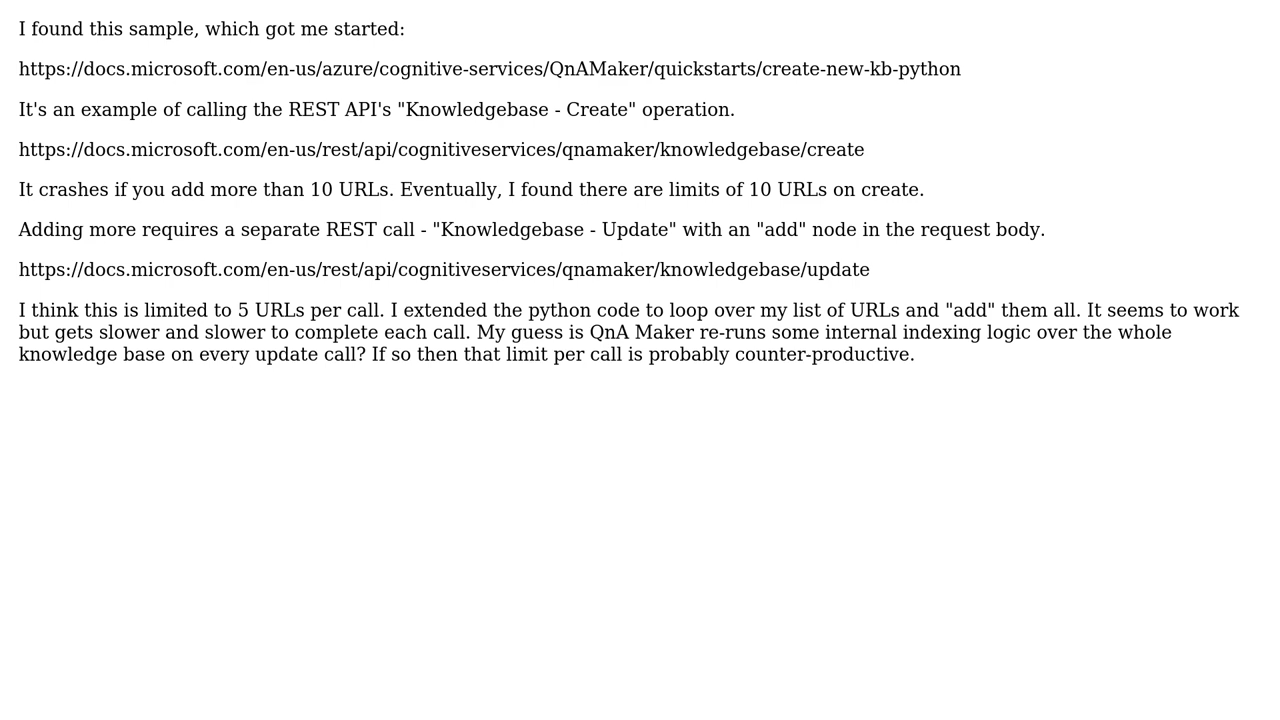 I found this sample, which got me started:
https://docs.microsoft.com/en-us/azure/cognitive-services/QnAMaker/quickstarts/create-new-kb-python
It's an example of calling the REST API's "Knowledgebase - Create" operation.
https://docs.microsoft.com/en-us/rest/api/cognitiveservices/qnamaker/knowledgebase/create
It crashes if you add more than 10 URLs. Eventually, I found there are limits of 10 URLs on create.
Adding more requires a separate REST call - "Knowledgebase - Update" with an "add" node in the request body.
https://docs.microsoft.com/en-us/rest/api/cognitiveservices/qnamaker/knowledgebase/update
I think this is limited to 5 URLs per call. I extended the python code to loop over my list of URLs and "add" them all. It seems to work
but gets slower and slower to complete each call. My guess is QnA Maker re-runs some internal indexing logic over the whole
knowledge base on every update call? If so then that limit per call is probably counter-productive.